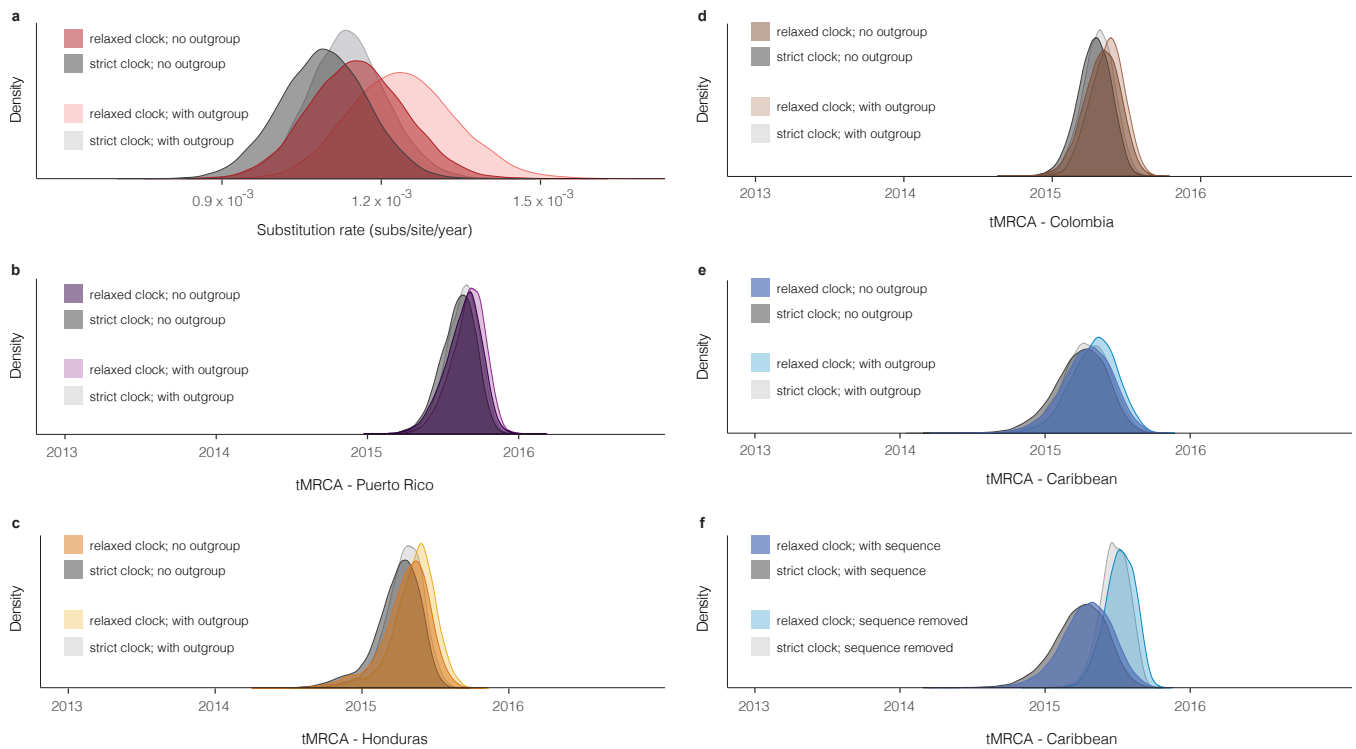 a
relaxed clock; no outgroup
strict clock; no outgroup
relaxed clock; with outgroup
strict clock; with outgroup
Density
0.9 x 10⁻³ 1.2 x 10⁻³ 1.5 x 10⁻³
Substitution rate (subs/site/year)
b
relaxed clock; no outgroup
strict clock; no outgroup
relaxed clock; with outgroup
strict clock; with outgroup
Density
2013 2014 2015 2016
tMRCA - Puerto Rico
c
relaxed clock; no outgroup
strict clock; no outgroup
relaxed clock; with outgroup
strict clock; with outgroup
Density
2013 2014 2015 2016
tMRCA - Honduras
d
relaxed clock; no outgroup
strict clock; no outgroup
relaxed clock; with outgroup
strict clock; with outgroup
Density
2013 2014 2015 2016
tMRCA - Colombia
e
relaxed clock; no outgroup
strict clock; no outgroup
relaxed clock; with outgroup
strict clock; with outgroup
Density
2013 2014 2015 2016
tMRCA - Caribbean
f
relaxed clock; with sequence
strict clock; with sequence
relaxed clock; sequence removed
strict clock; sequence removed
Density
2013 2014 2015 2016
tMRCA - Caribbean